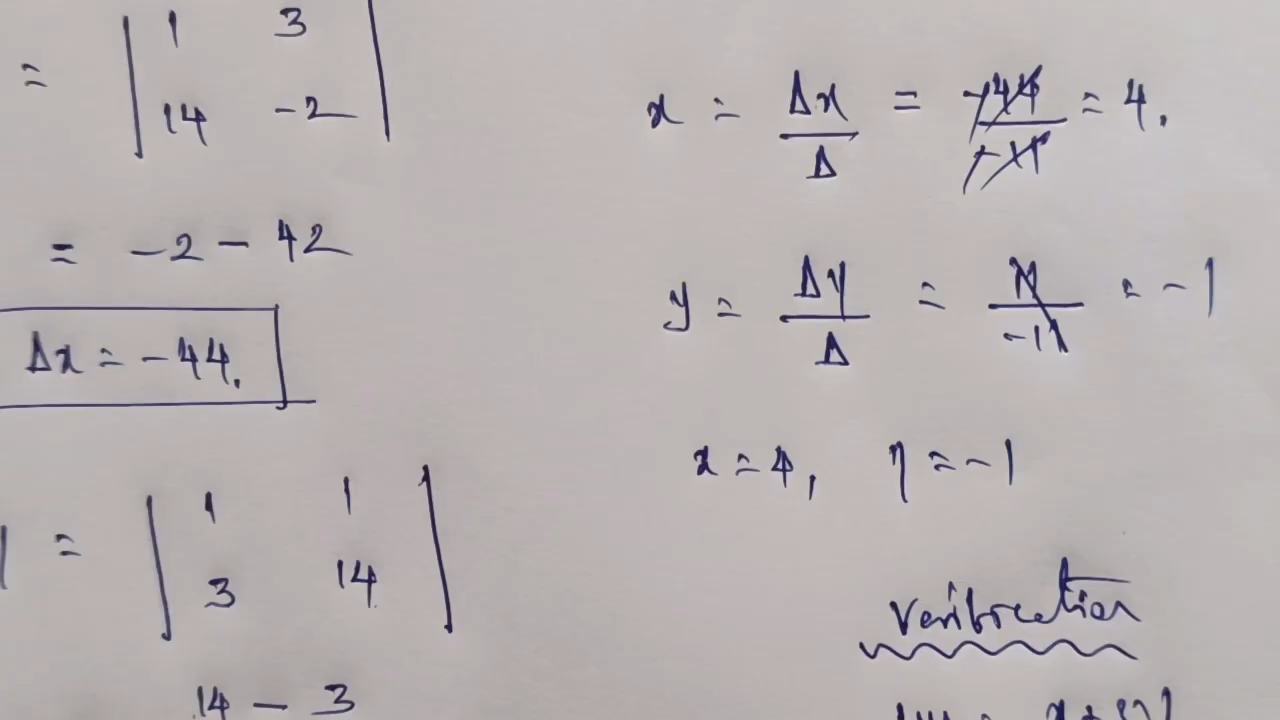 = | 1 3 |
| 14 -2 |
= -2 - 42
Δx = -44.
= | 1 1 |
| 3 14 |
14 - 3
x = Δx/Δ = -44/-11 = 4.
y = Δy/Δ = 11/-11 = -1
x = 4, y = -1
Verification